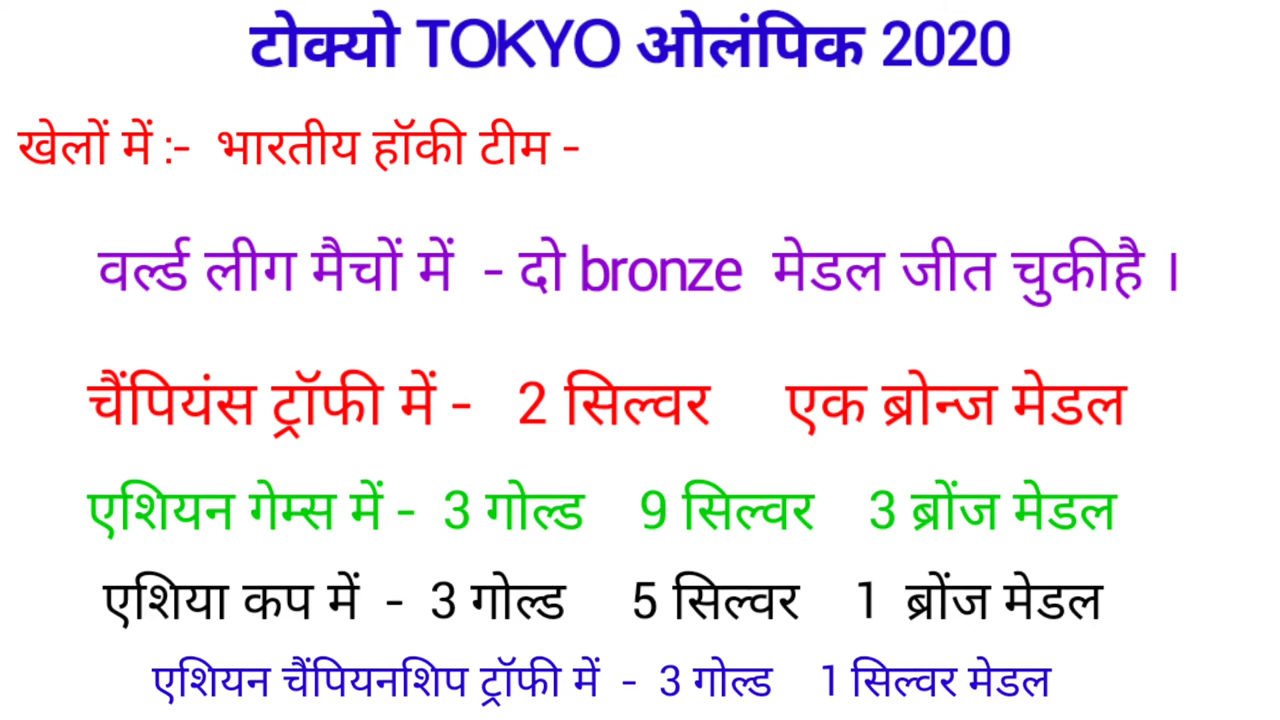 टोक्यो TOKYO ओलंपिक 2020
खेलों में :- भारतीय हॉकी टीम -
वर्ल्ड लीग मैचों में - दो bronze मेडल जीत चुकीहै ।
चैंपियंस ट्रॉफी में - 2 सिल्वर एक ब्रोन्ज मेडल
एशियन गेम्स में - 3 गोल्ड 9 सिल्वर 3 ब्रोंज मेडल
एशिया कप में - 3 गोल्ड 5 सिल्वर 1 ब्रोंज मेडल
एशियन चैंपियनशिप ट्रॉफी में - 3 गोल्ड 1 सिल्वर मेडल